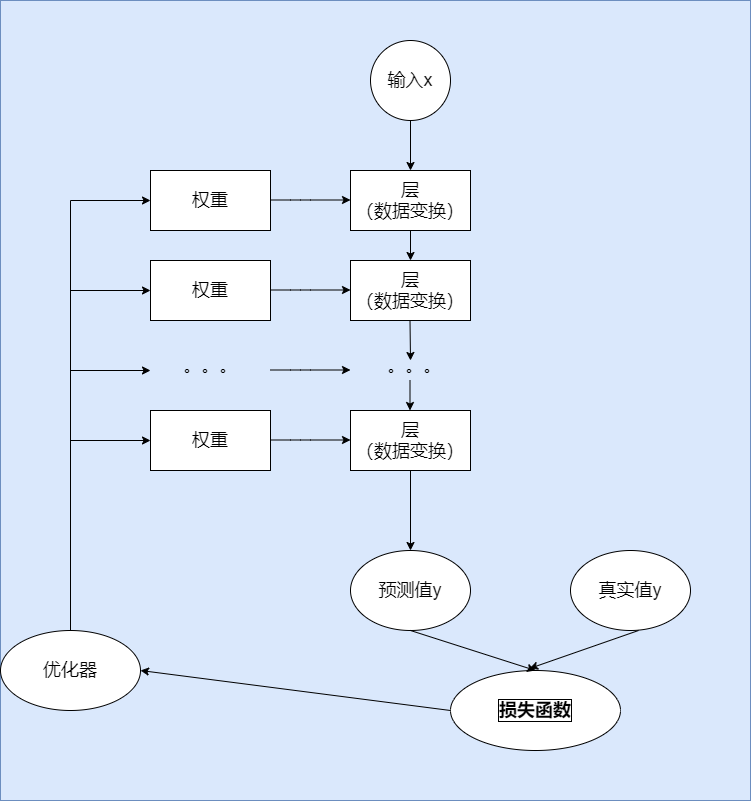 输入x
权重
层
（数据变换）
权重
层
（数据变换）
。。。
。。。
权重
层
（数据变换）
预测值y
真实值y
优化器
损失函数